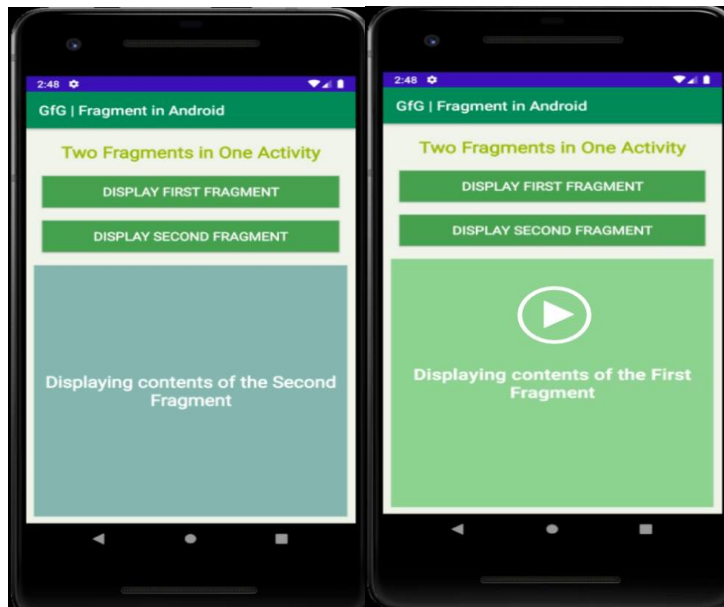 2:48
GfG | Fragment in Android
Two Fragments in One Activity
DISPLAY FIRST FRAGMENT
DISPLAY SECOND FRAGMENT
Displaying contents of the Second
Fragment
2:48
GfG | Fragment in Android
Two Fragments in One Activity
DISPLAY FIRST FRAGMENT
DISPLAY SECOND FRAGMENT
Displaying contents of the First
Fragment